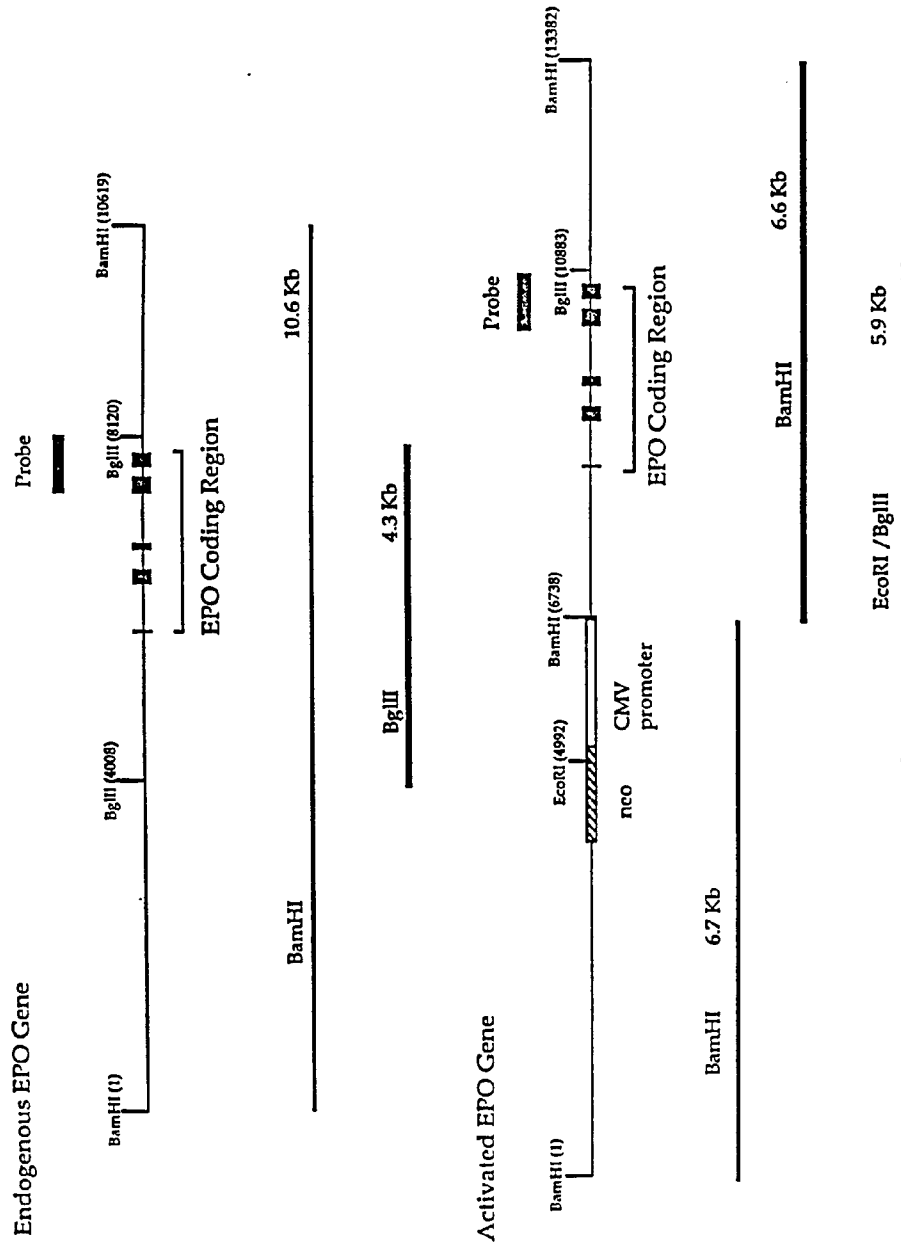 Endogenous EPO Gene
Probe
BamHI (1)
BglII (4008)
BglII (8120)
BamHI (10619)
EPO Coding Region
BamHI
10.6 Kb
BglII
4.3 Kb
Activated EPO Gene
Probe
BamHI (1)
EcoRI (4992)
BamHI (6738)
BglII (10883)
BamHI (13382)
neo
CMV
promoter
EPO Coding Region
BamHI
6.7 Kb
BamHI
6.6 Kb
EcoRI /BglII
5.9 Kb